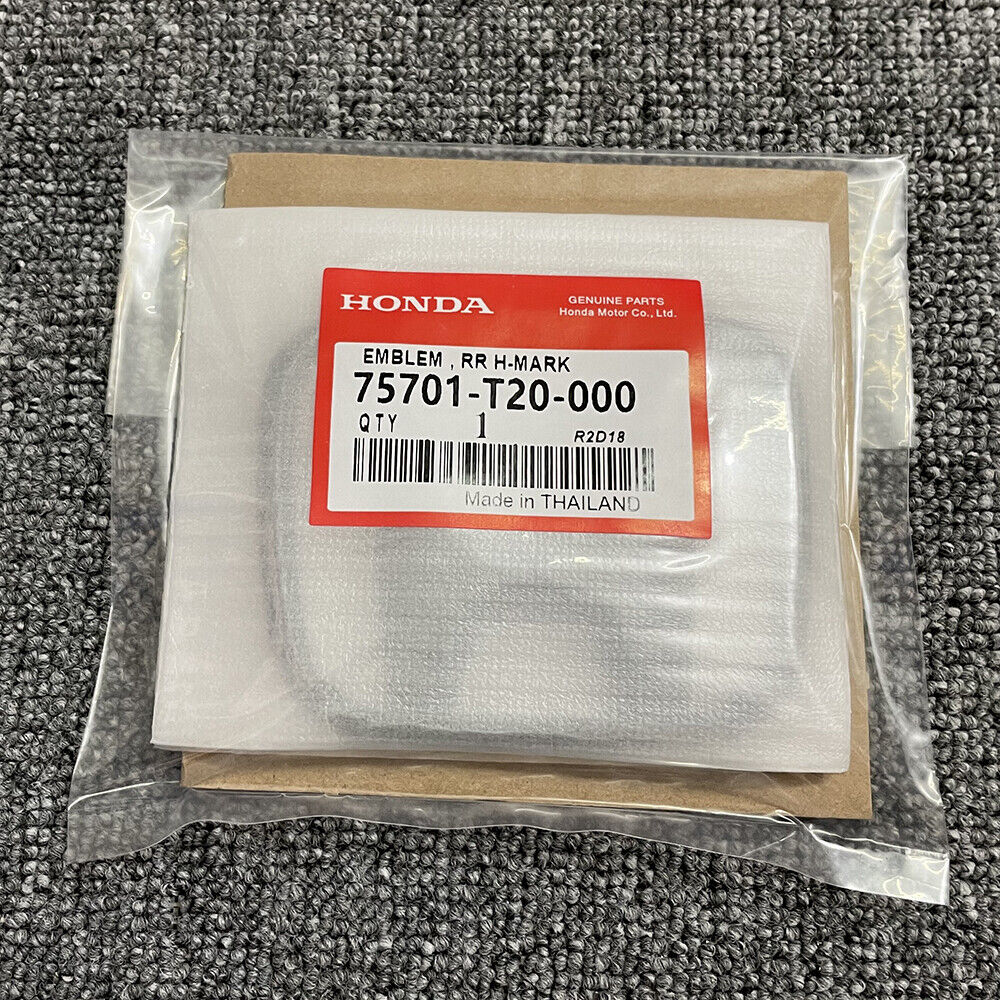 HONDA
GENUINE PARTS
Honda Motor Co., Ltd.
EMBLEM , RR H-MARK
75701-T20-000
QTY 1 R2D18
Made in THAILAND